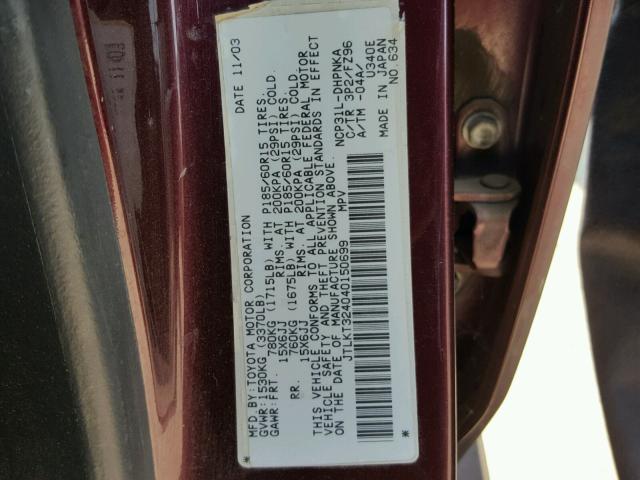 MFD.BY:TOYOTA MOTOR CORPORATION DATE 11/03
GVWR:1530KG (3370LB)
GAWR:FRT. 780KG (1715LB) WITH P185/60R15 TIRES.
15X6JJ RIMS. AT 200KPA (29PSI) COLD.
RR. 760KG (1675LB) WITH P185/60R15 TIRES.
15X6JJ RIMS. AT 200KPA (29PSI) COLD.
THIS VEHICLE CONFORMS TO ALL APPLICABLE FEDERAL MOTOR
VEHICLE SAFETY AND THEFT PREVENTION STANDARDS IN EFFECT
ON THE DATE OF MANUFACTURE SHOWN ABOVE.
JTLKT324040150699 MPV
NCP31L-DHPNKA
C/TR 3P2/FZ96
A/TM -04A/ U340E
MADE IN JAPAN
NO.634
* *
11/03